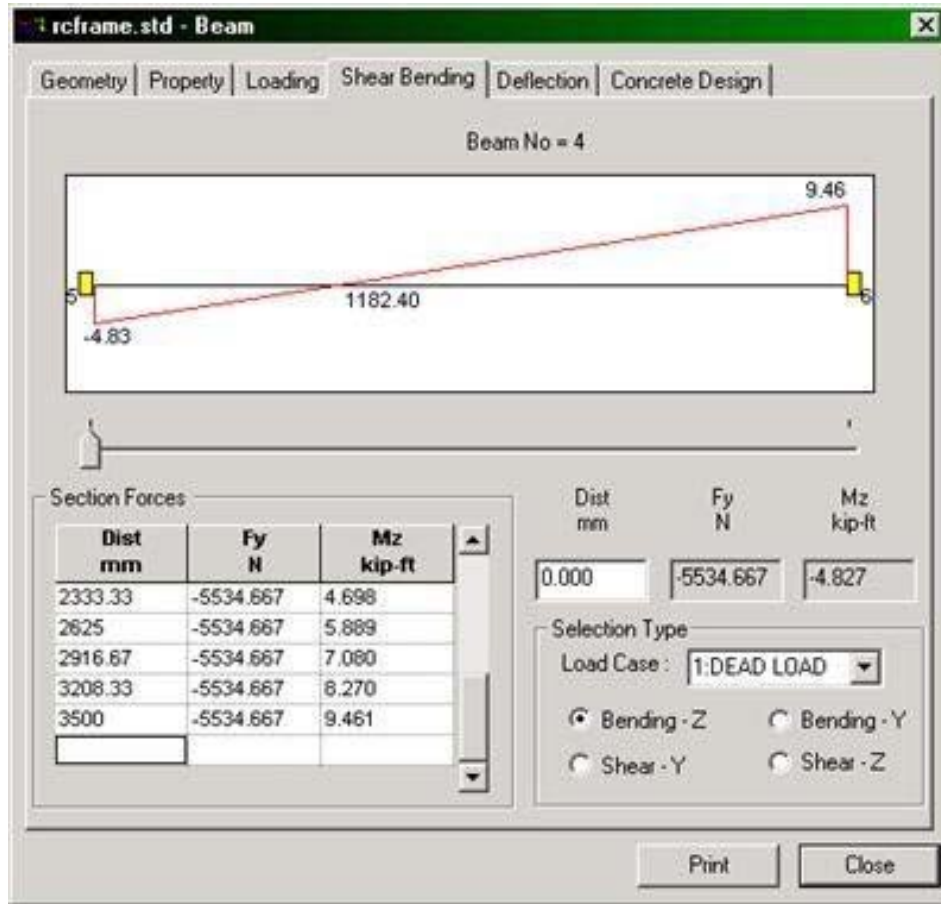 rcframe.std - Beam
Geometry Property Loading Shear Bending Deflection Concrete Design
Beam No = 4
9.46
5
1182.40
6
-4.83
Section Forces
Dist mm Fy N Mz kip-ft
2333.33 -5534.667 4.698
2625 -5534.667 5.889
2916.67 -5534.667 7.080
3208.33 -5534.667 8.270
3500 -5534.667 9.461
Dist Fy Mz
mm N kip-ft
0.000 -5534.667 -4.827
Selection Type
Load Case : 1:DEAD LOAD
Bending - Z Bending - Y
Shear - Y Shear - Z
Print Close